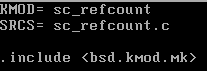 KMOD= sc_refcount
SRCS= sc_refcount.c
.include <bsd.kmod.mk>